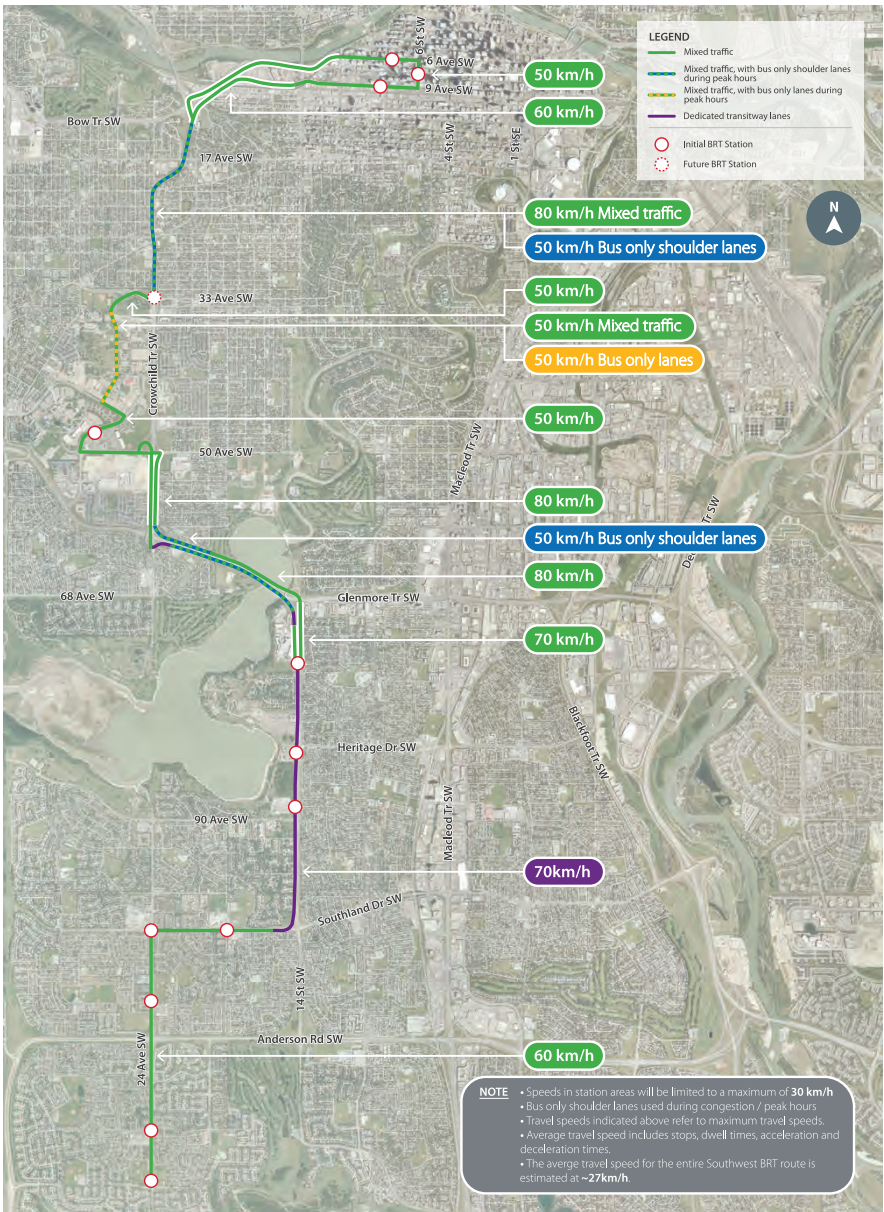 LEGEND
Mixed traffic
Mixed traffic, with bus only shoulder lanes
during peak hours
Mixed traffic, with bus only lanes during
peak hours
Dedicated transitway lanes
Initial BRT Station
Future BRT Station
N
6 St SW
6 Ave SW
9 Ave SW
50 km/h
60 km/h
Bow Tr SW
17 Ave SW
4 St SW
1 St SE
80 km/h Mixed traffic
50 km/h Bus only shoulder lanes
33 Ave SW
50 km/h
50 km/h Mixed traffic
50 km/h Bus only lanes
Crowchild Tr SW
50 km/h
50 Ave SW
Macleod Tr SW
80 km/h
50 km/h Bus only shoulder lanes
Tr SW
80 km/h
68 Ave SW
Glenmore Tr SW
70 km/h
Blackfoot Tr SW
Heritage Dr SW
90 Ave SW
Macleod Tr SW
70km/h
Southland Dr SW
14 St SW
Anderson Rd SW
24 Ave SW
60 km/h
NOTE • Speeds in station areas will be limited to a maximum of 30 km/h
• Bus only shoulder lanes used during congestion / peak hours
• Travel speeds indicated above refer to maximum travel speeds.
• Average travel speed includes stops, dwell times, acceleration and
deceleration times.
• The averge travel speed for the entire Southwest BRT route is
estimated at ~27km/h.